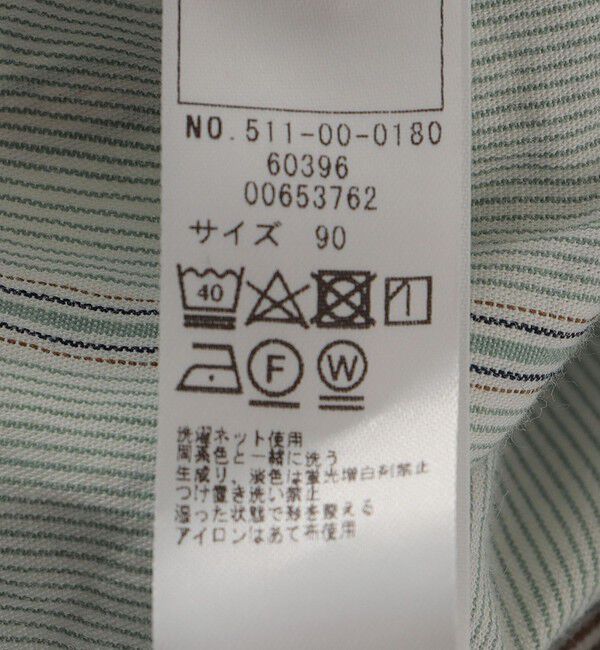 NO. 511-00-0180
60396
00653762
サイズ 90
40
F W
洗濯ネット使用
同系色と一緒に洗う
生成り、淡色は蛍光増白剤禁止
つけ置き洗い禁止
湿った状態で形を整える
アイロンはあて布使用